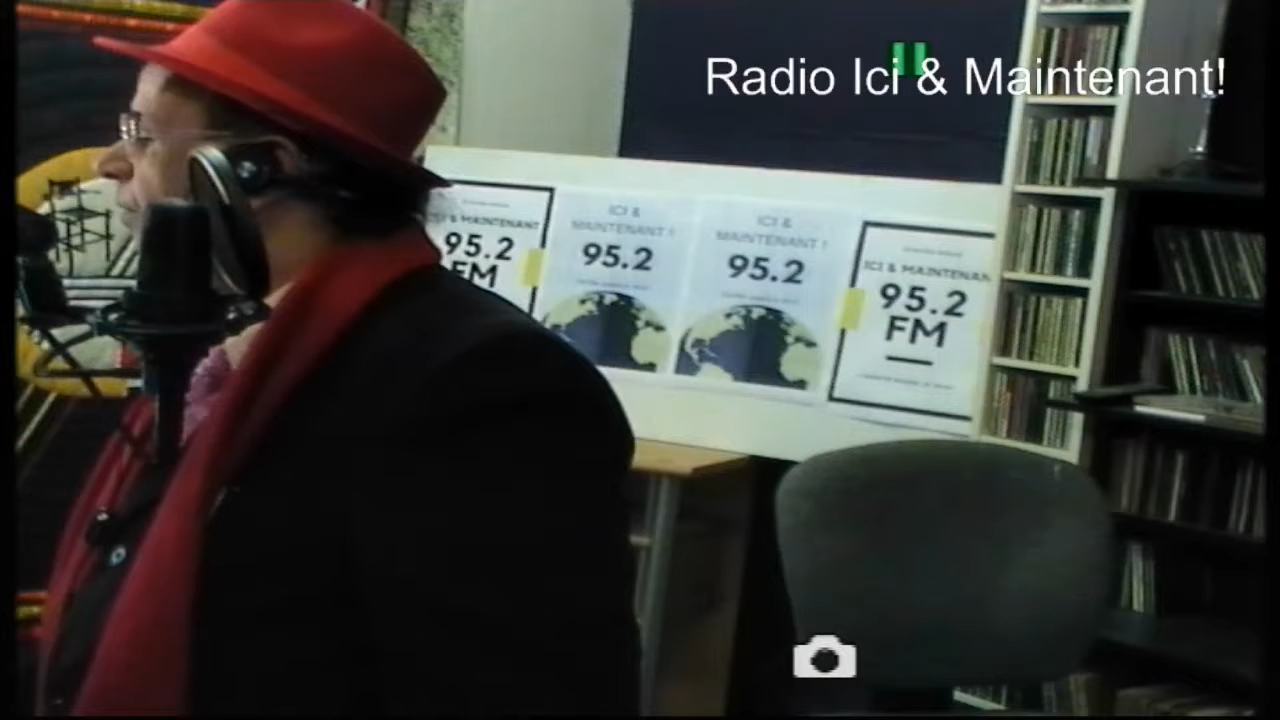 Radio Ici & Maintenant!
ICI & MAINTENANT
95.2
FM
ICI &
MAINTENANT !
95.2
ICI &
MAINTENANT !
95.2
ICI & MAINTENAN
95.2
FM